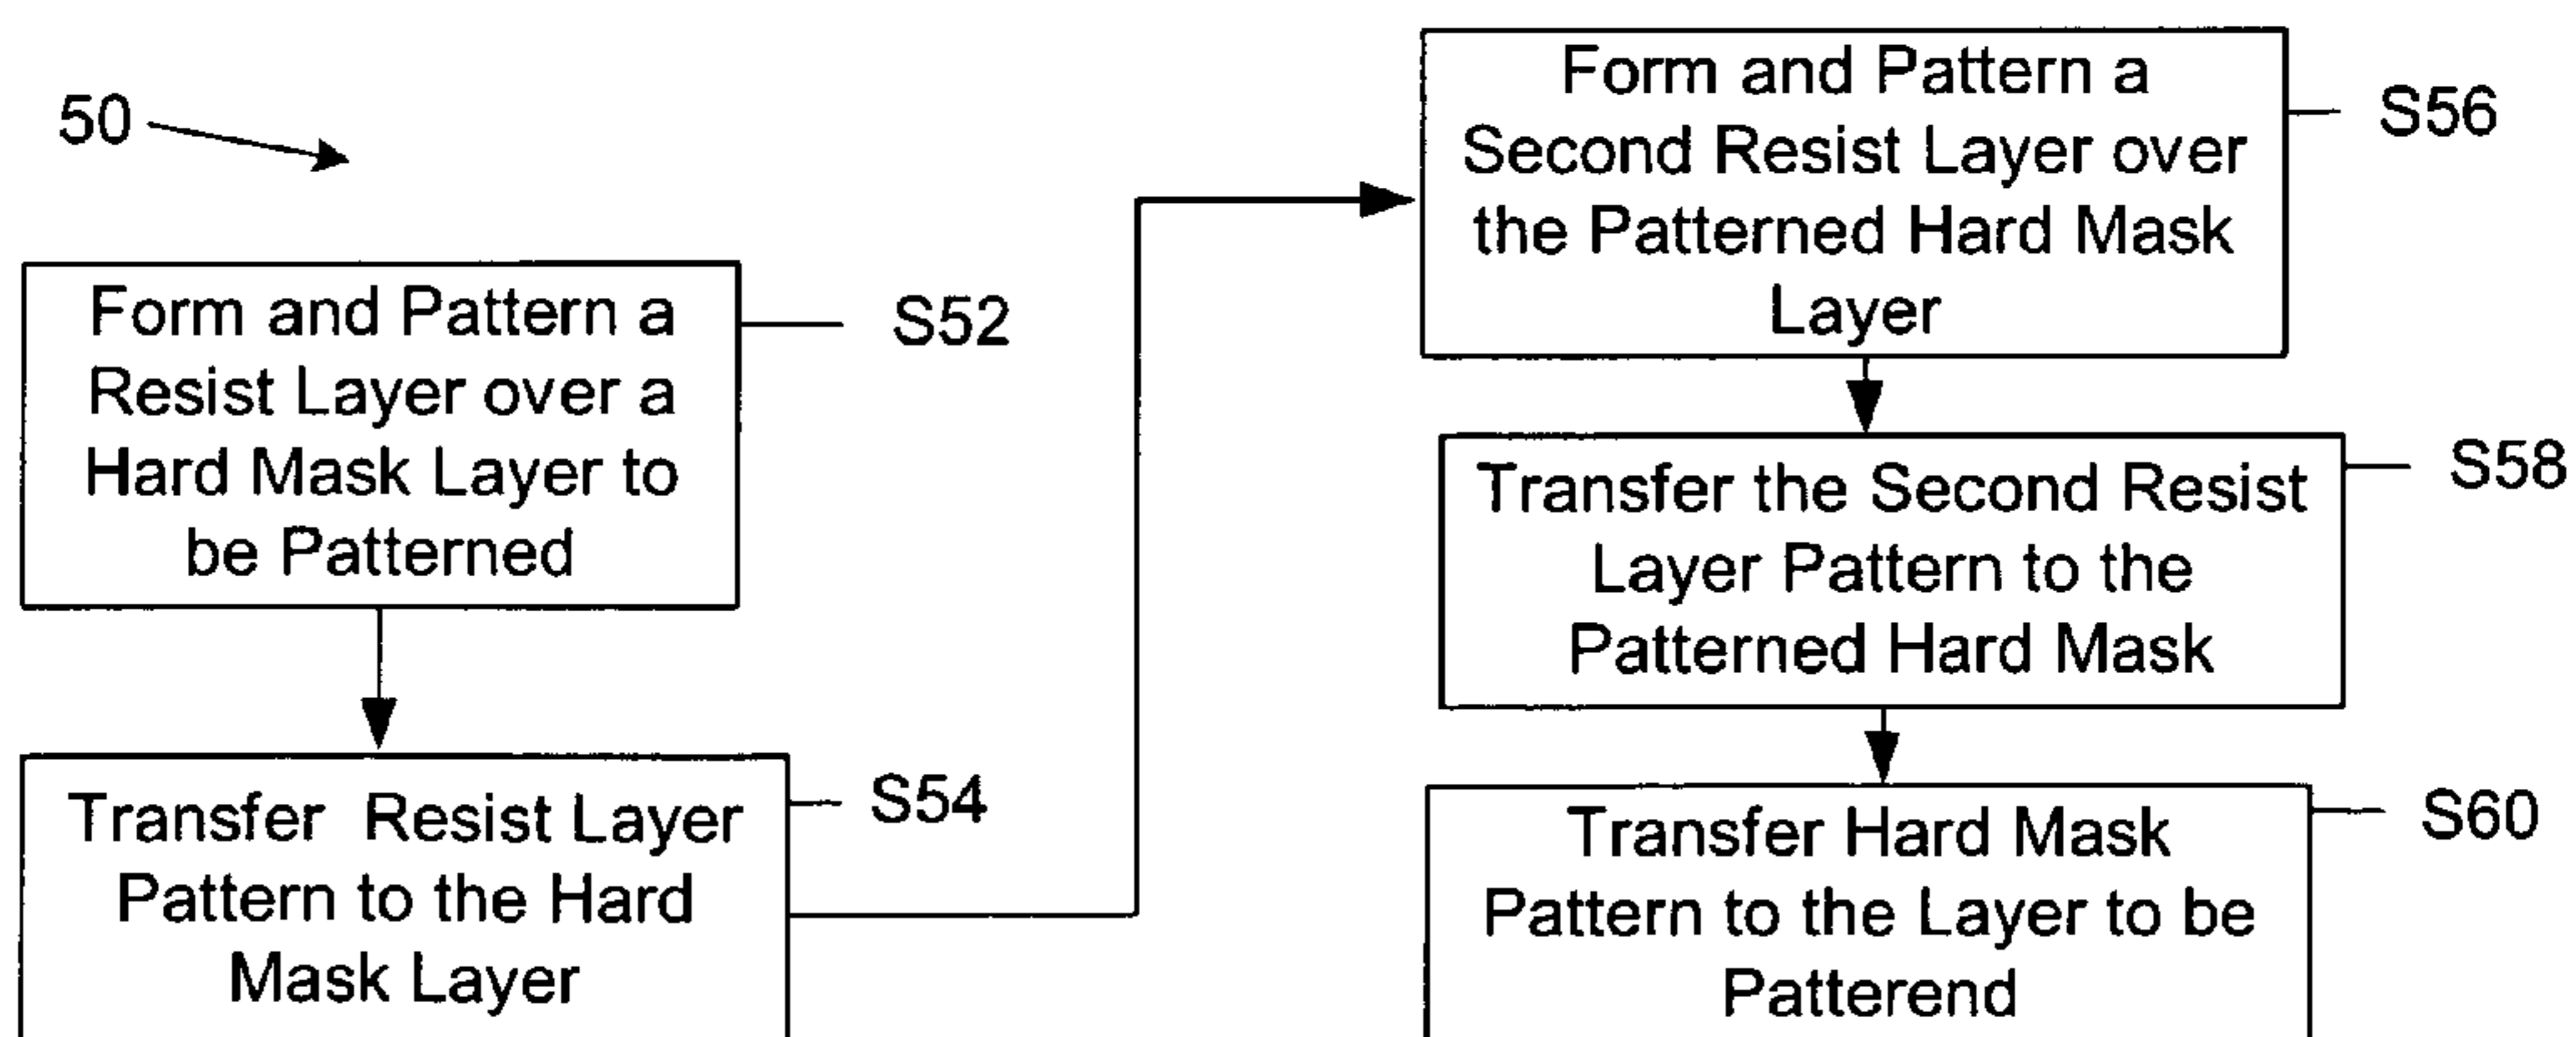 50
Form and Pattern a
Resist Layer over a
Hard Mask Layer to
be Patterned
S52
Transfer Resist Layer
Pattern to the Hard
Mask Layer
S54
Form and Pattern a
Second Resist Layer over
the Patterned Hard Mask
Layer
S56
Transfer the Second Resist
Layer Pattern to the
Patterned Hard Mask
S58
Transfer Hard Mask
Pattern to the Layer to be
Patterend
S60